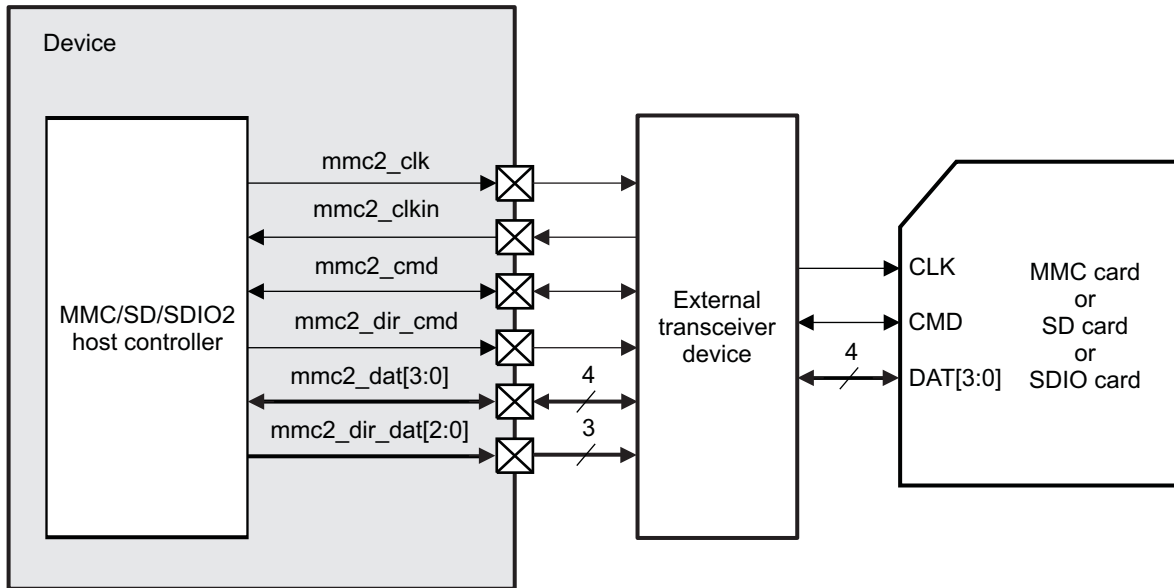 Device
mmc2_clk
mmc2_clkin
mmc2_cmd
mmc2_dir_cmd
mmc2_dat[3:0]
mmc2_dir_dat[2:0]
MMC/SD/SDIO2
host controller
4
3
External
transceiver
device
4
CLK
CMD
DAT[3:0]
MMC card
or
SD card
or
SDIO card